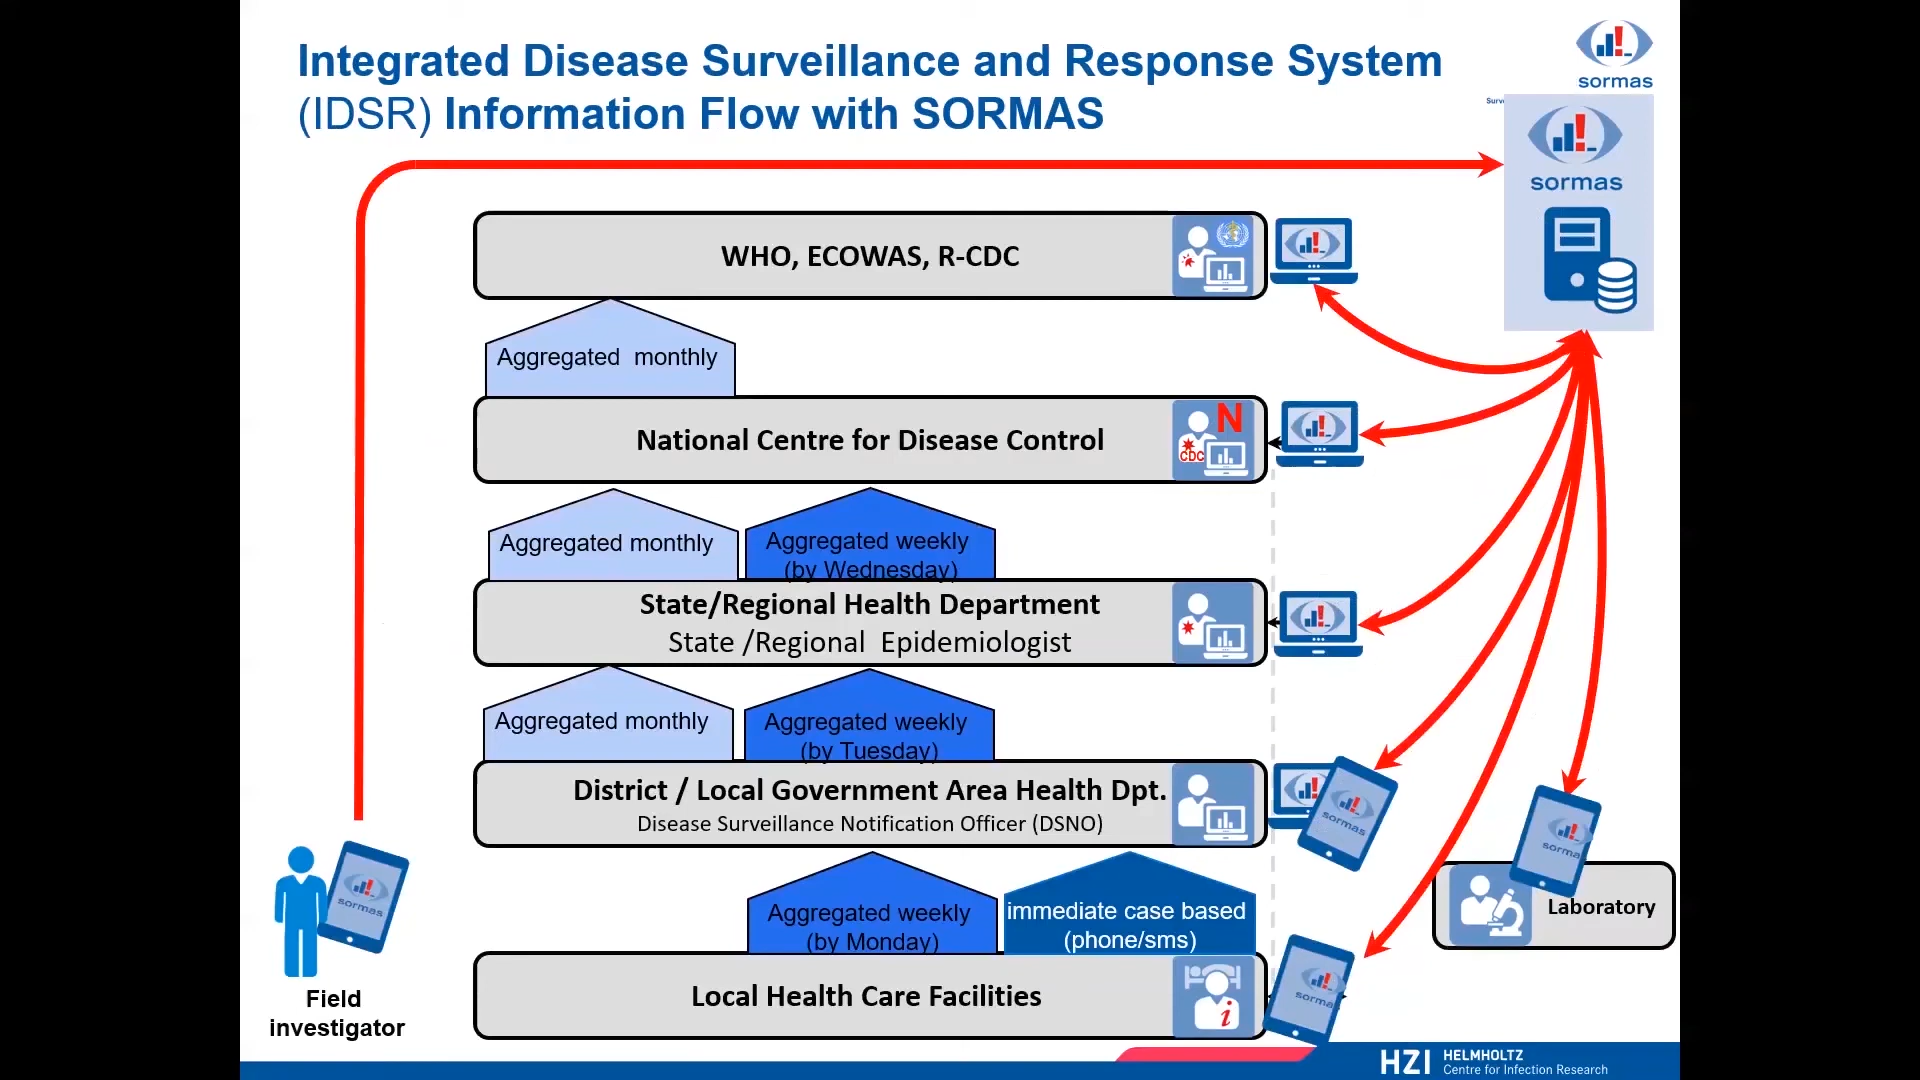 Integrated Disease Surveillance and Response System
(IDSR) Information Flow with SORMAS
sormas
sormas
WHO, ECOWAS, R-CDC
Aggregated monthly
National Centre for Disease Control
N
CDC
Aggregated monthly
Aggregated weekly
(by Wednesday)
State/Regional Health Department
State /Regional Epidemiologist
Aggregated monthly
Aggregated weekly
(by Tuesday)
District / Local Government Area Health Dpt.
Disease Surveillance Notification Officer (DSNO)
sormas
Aggregated weekly
(by Monday)
immediate case based
(phone/sms)
Local Health Care Facilities
i
sormas
sormas
Laboratory
sormas
Field
investigator
HZI HELMHOLTZ
Centre for Infection Research